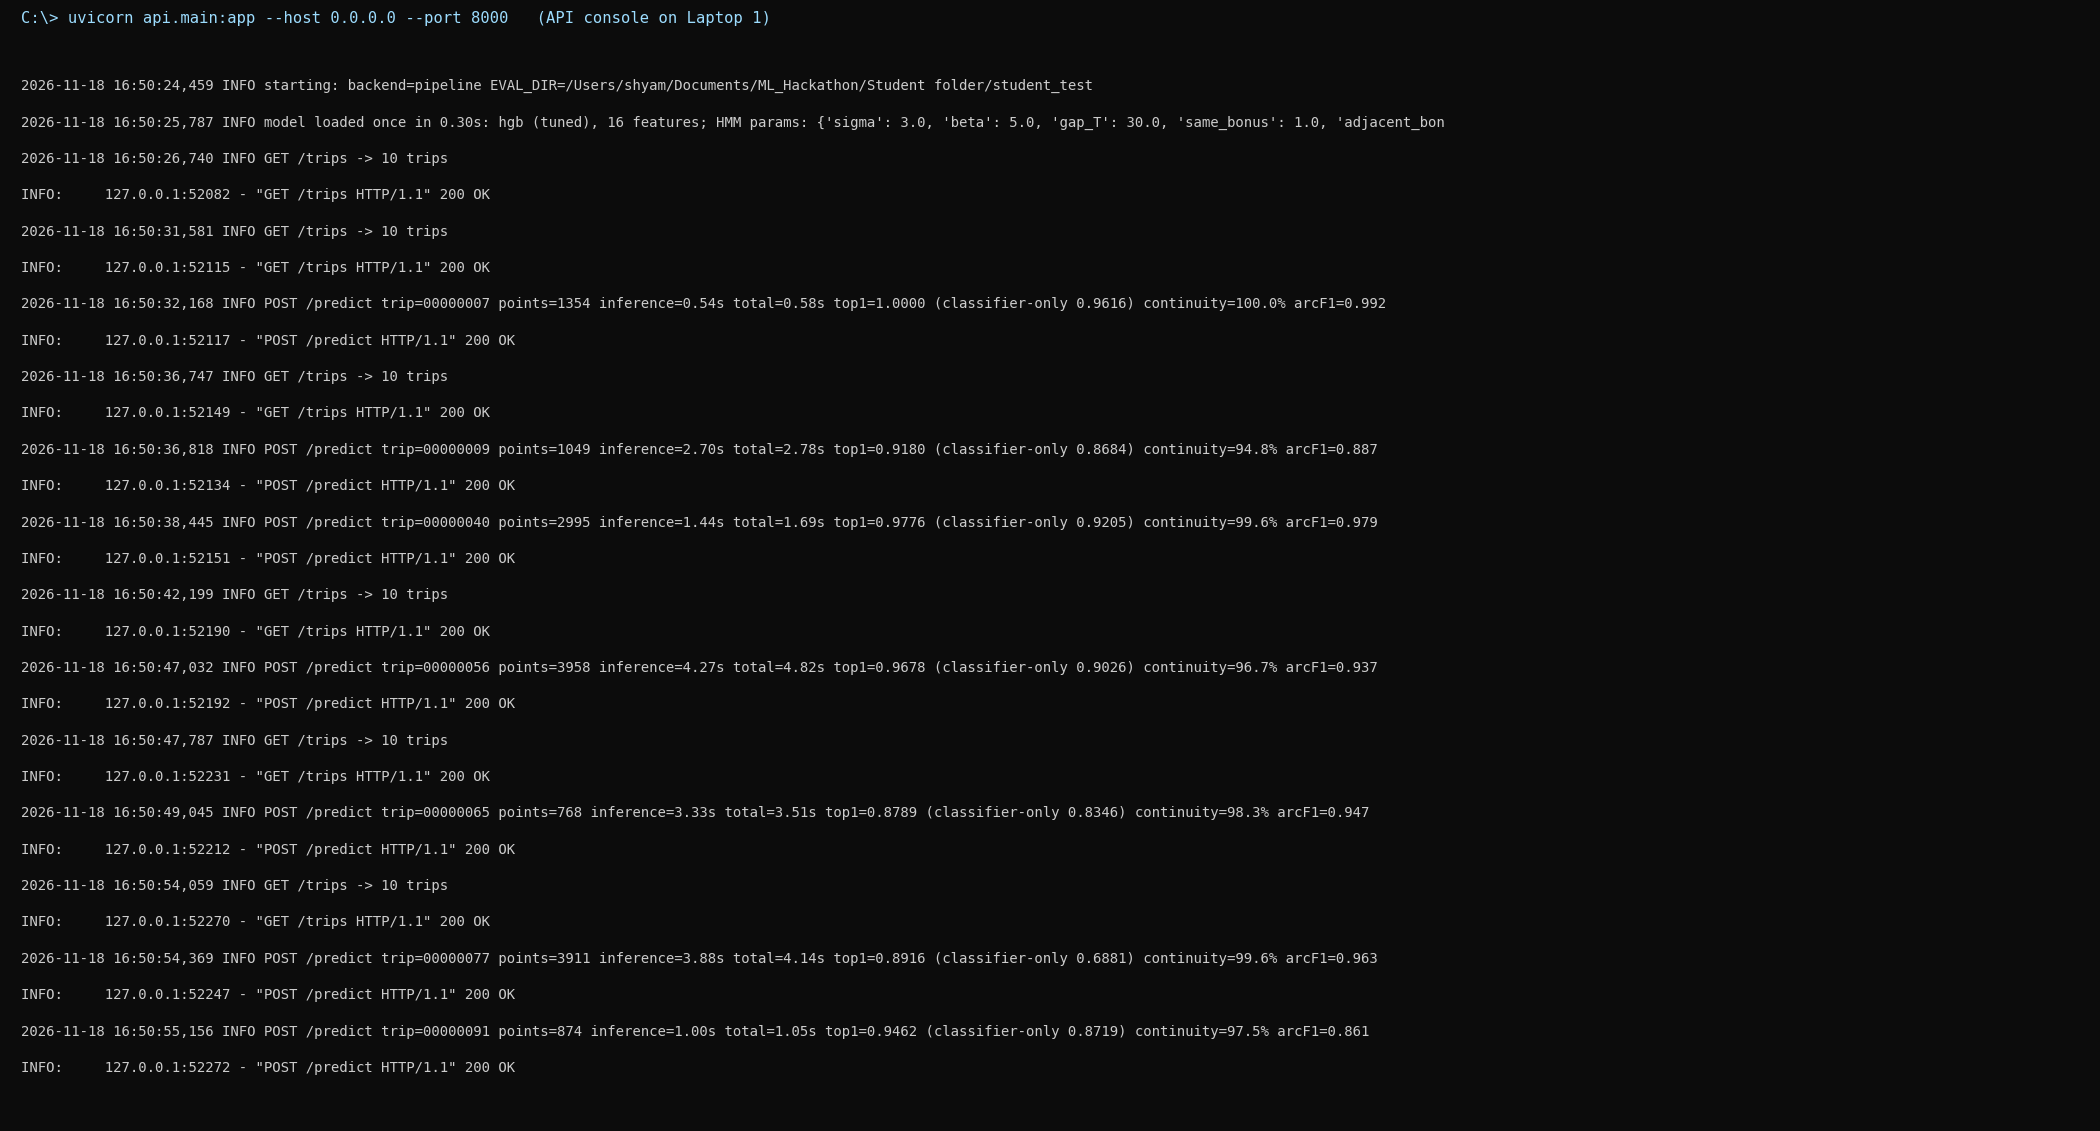 C:\> uvicorn api.main:app --host 0.0.0.0 --port 8000   (API console on Laptop 1)
2026-11-18 16:50:24,459 INFO starting: backend=pipeline EVAL_DIR=/Users/shyam/Documents/ML_Hackathon/Student folder/student_test
2026-11-18 16:50:25,787 INFO model loaded once in 0.30s: hgb (tuned), 16 features; HMM params: {'sigma': 3.0, 'beta': 5.0, 'gap_T': 30.0, 'same_bonus': 1.0, 'adjacent_bon
2026-11-18 16:50:26,740 INFO GET /trips -> 10 trips
INFO:     127.0.0.1:52082 - "GET /trips HTTP/1.1" 200 OK
2026-11-18 16:50:31,581 INFO GET /trips -> 10 trips
INFO:     127.0.0.1:52115 - "GET /trips HTTP/1.1" 200 OK
2026-11-18 16:50:32,168 INFO POST /predict trip=00000007 points=1354 inference=0.54s total=0.58s top1=1.0000 (classifier-only 0.9616) continuity=100.0% arcF1=0.992
INFO:     127.0.0.1:52117 - "POST /predict HTTP/1.1" 200 OK
2026-11-18 16:50:36,747 INFO GET /trips -> 10 trips
INFO:     127.0.0.1:52149 - "GET /trips HTTP/1.1" 200 OK
2026-11-18 16:50:36,818 INFO POST /predict trip=00000009 points=1049 inference=2.70s total=2.78s top1=0.9180 (classifier-only 0.8684) continuity=94.8% arcF1=0.887
INFO:     127.0.0.1:52134 - "POST /predict HTTP/1.1" 200 OK
2026-11-18 16:50:38,445 INFO POST /predict trip=00000040 points=2995 inference=1.44s total=1.69s top1=0.9776 (classifier-only 0.9205) continuity=99.6% arcF1=0.979
INFO:     127.0.0.1:52151 - "POST /predict HTTP/1.1" 200 OK
2026-11-18 16:50:42,199 INFO GET /trips -> 10 trips
INFO:     127.0.0.1:52190 - "GET /trips HTTP/1.1" 200 OK
2026-11-18 16:50:47,032 INFO POST /predict trip=00000056 points=3958 inference=4.27s total=4.82s top1=0.9678 (classifier-only 0.9026) continuity=96.7% arcF1=0.937
INFO:     127.0.0.1:52192 - "POST /predict HTTP/1.1" 200 OK
2026-11-18 16:50:47,787 INFO GET /trips -> 10 trips
INFO:     127.0.0.1:52231 - "GET /trips HTTP/1.1" 200 OK
2026-11-18 16:50:49,045 INFO POST /predict trip=00000065 points=768 inference=3.33s total=3.51s top1=0.8789 (classifier-only 0.8346) continuity=98.3% arcF1=0.947
INFO:     127.0.0.1:52212 - "POST /predict HTTP/1.1" 200 OK
2026-11-18 16:50:54,059 INFO GET /trips -> 10 trips
INFO:     127.0.0.1:52270 - "GET /trips HTTP/1.1" 200 OK
2026-11-18 16:50:54,369 INFO POST /predict trip=00000077 points=3911 inference=3.88s total=4.14s top1=0.8916 (classifier-only 0.6881) continuity=99.6% arcF1=0.963
INFO:     127.0.0.1:52247 - "POST /predict HTTP/1.1" 200 OK
2026-11-18 16:50:55,156 INFO POST /predict trip=00000091 points=874 inference=1.00s total=1.05s top1=0.9462 (classifier-only 0.8719) continuity=97.5% arcF1=0.861
INFO:     127.0.0.1:52272 - "POST /predict HTTP/1.1" 200 OK